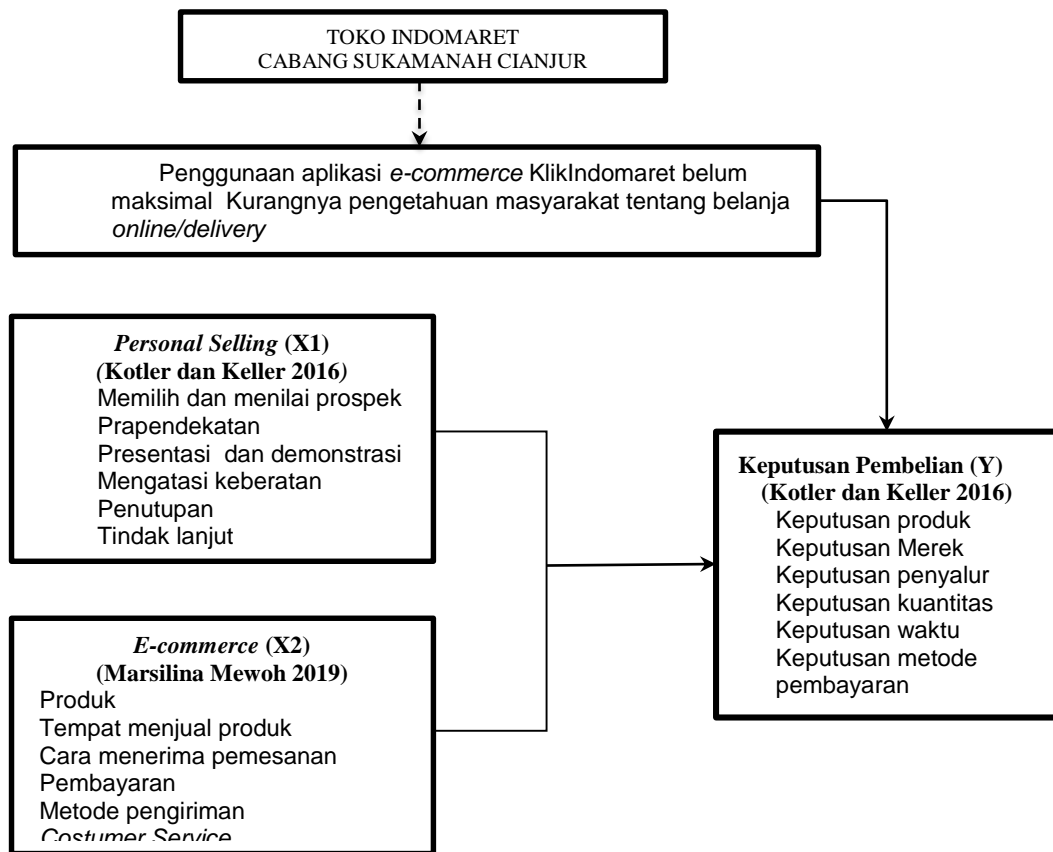 TOKO INDOMARET
CABANG SUKAMANAH CIANJUR
Penggunaan aplikasi e-commerce KlikIndomaret belum
maksimal Kurangnya pengetahuan masyarakat tentang belanja
online/delivery
Personal Selling (X1)
(Kotler dan Keller 2016)
Memilih dan menilai prospek
Prapendekatan
Presentasi dan demonstrasi
Mengatasi keberatan
Penutupan
Tindak lanjut
E-commerce (X2)
(Marsilina Mewoh 2019)
Produk
Tempat menjual produk
Cara menerima pemesanan
Pembayaran
Metode pengiriman
Costumer Service
Keputusan Pembelian (Y)
(Kotler dan Keller 2016)
Keputusan produk
Keputusan Merek
Keputusan penyalur
Keputusan kuantitas
Keputusan waktu
Keputusan metode
pembayaran